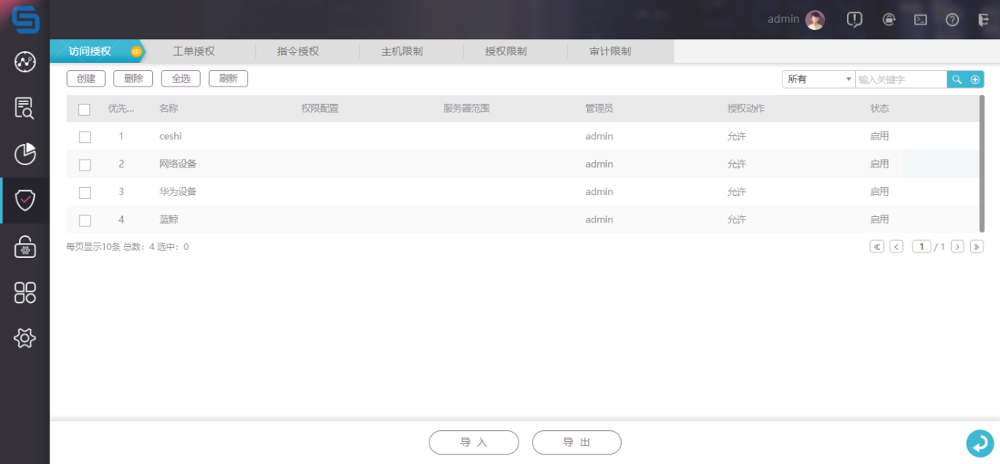 admin
访问授权 工单授权 指令授权 主机限制 授权限制 审计限制
创建 删除 全选 刷新 所有 输入关键字
优先... 名称 权限配置 服务器范围 管理员 授权动作 状态
1 ceshi admin 允许 启用
2 网络设备 admin 允许 启用
3 华为设备 admin 允许 启用
4 蓝鲸 admin 允许 启用
每页显示10条 总数: 4 选中: 0 1 / 1
导 入 导 出